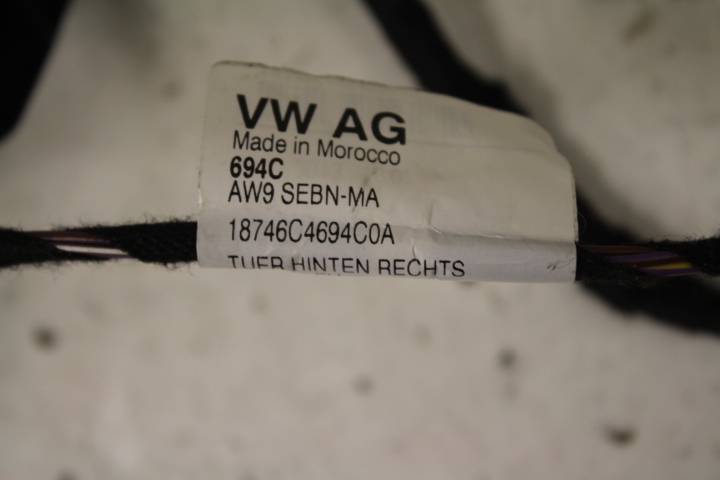 VW AG
Made in Morocco
694C
AW9 SEBN-MA
18746C4694C0A
TUER HINTEN RECHTS